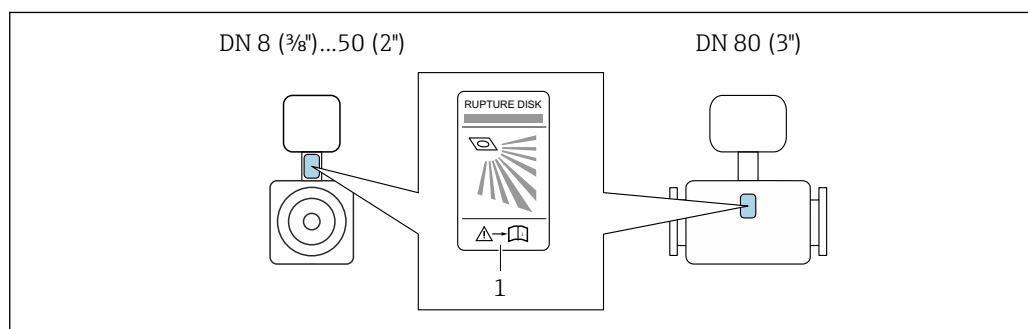 DN 8 (⅜")...50 (2")
DN 80 (3")
RUPTURE DISK
i
1